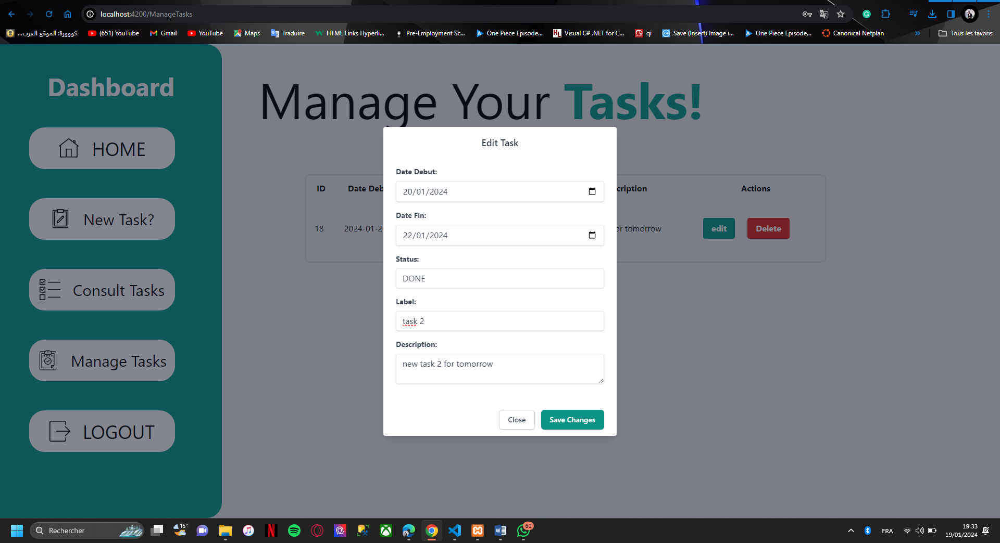 localhost:4200/ManageTasks
كووورة: الموقع العرب...
(651) YouTube
Gmail
YouTube
Maps
Traduire
HTML Links Hyperli...
Pre-Employment Sc...
One Piece Episode...
Visual C# .NET for C...
qi
Save (Insert) Image i...
One Piece Episode...
Canonical Netplan
»
Tous les favoris
Dashboard
HOME
New Task?
Consult Tasks
Manage Tasks
LOGOUT
Manage Your Tasks!
ID
Date Deb
cription
Actions
18
2024-01-2
or tomorrow
edit
Delete
Edit Task
Date Debut:
20/01/2024
Date Fin:
22/01/2024
Status:
DONE
Label:
task 2
Description:
new task 2 for tomorrow
Close
Save Changes
Rechercher
15°
60
FRA
19:33
19/01/2024